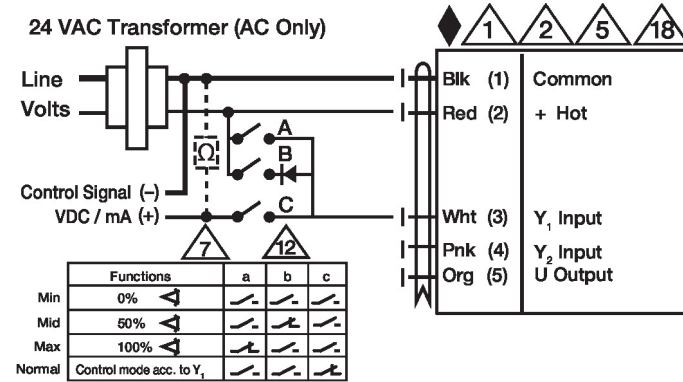 24 VAC Transformer (AC Only)
1 2 5 18
Line
Volts
Blk (1) Common
Red (2) + Hot
A
B
C
Ω
Control Signal (–)
VDC / mA (+)
Wht (3) Y1 Input
Pnk (4) Y2 Input
Org (5) U Output
7 12
Functions a b c
Min 0%
Mid 50%
Max 100%
Normal Control mode acc. to Y1